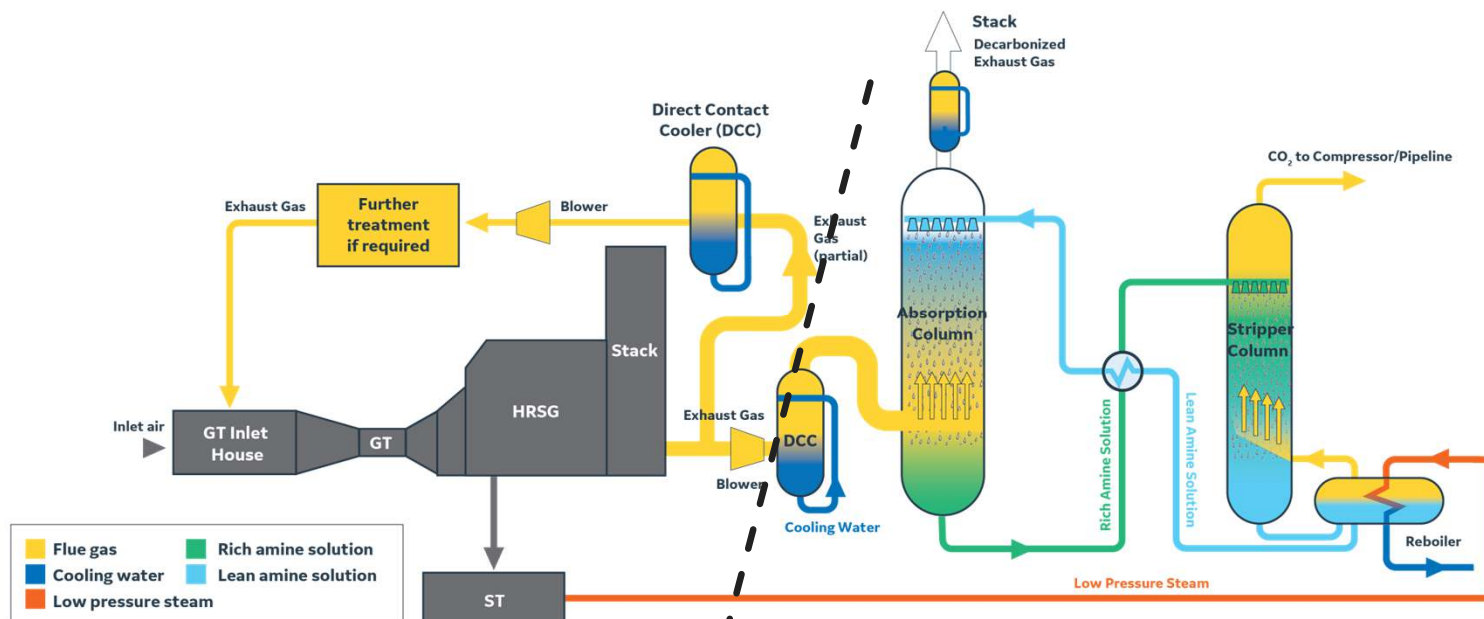 Stack
Decarbonized
Exhaust Gas
Direct Contact
Cooler (DCC)
CO₂ to Compressor/Pipeline
Exhaust Gas
Further
treatment
if required
Blower
Exhaust
Gas
(partial)
Absorption
Column
Stripper
Column
Stack
HRSG
Inlet air
GT Inlet
House
GT
Exhaust Gas
DCC
Blower
Cooling Water
Rich Amine Solution
Lean Amine Solution
Reboiler
Flue gas
Cooling water
Low pressure steam
Rich amine solution
Lean amine solution
ST
Low Pressure Steam